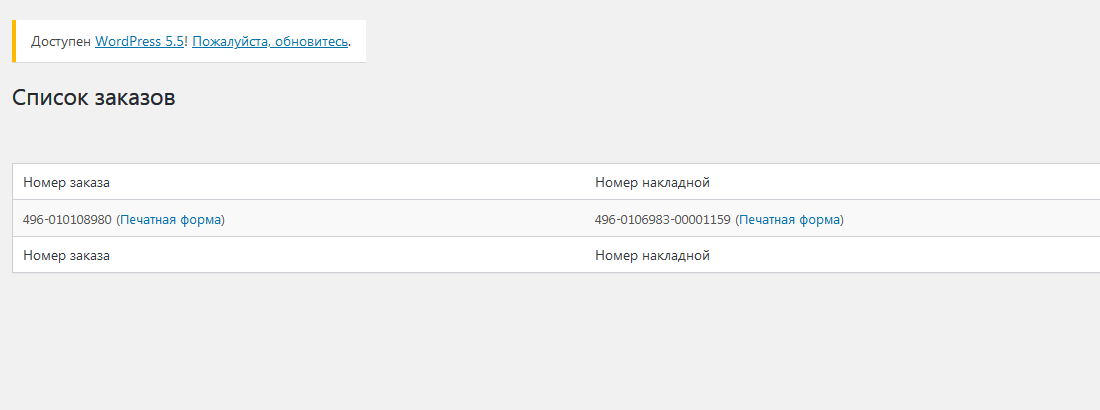 Доступен WordPress 5.5! Пожалуйста, обновитесь.
Список заказов
Номер заказа Номер накладной
496-010108980 (Печатная форма) 496-0106983-00001159 (Печатная форма)
Номер заказа Номер накладной